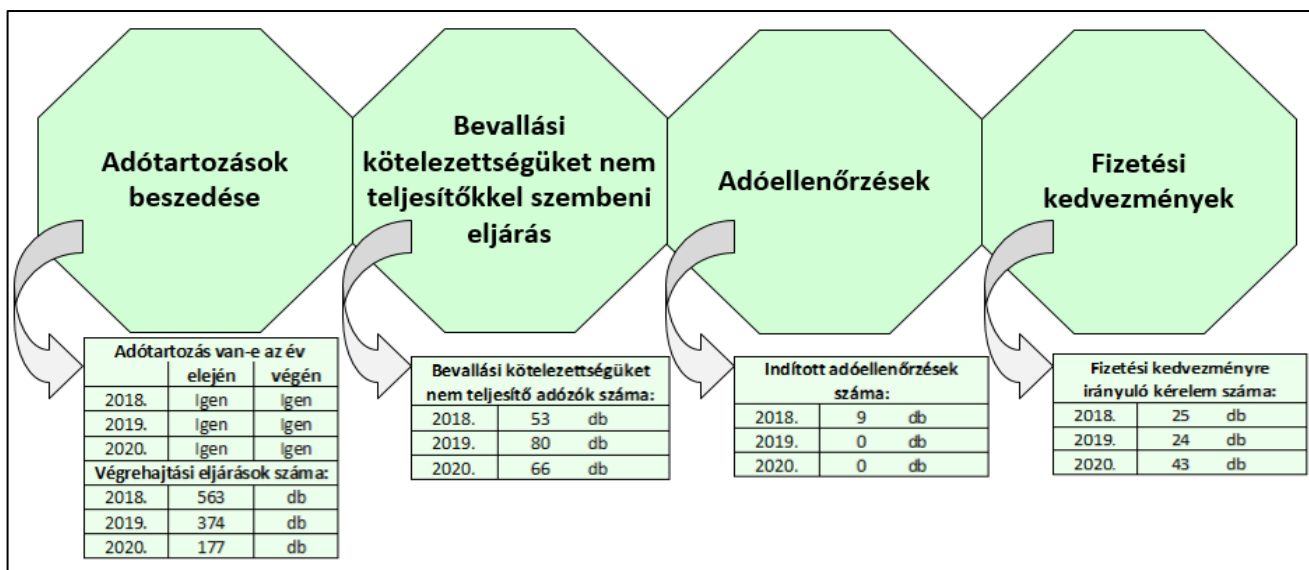 Adótartozások
beszedése
Bevallási
kötelezettségüket nem
teljesítőkkel szembeni
eljárás
Adóellenőrzések
Fizetési
kedvezmények
Adótartozás van-e az év
elején végén
2018. Igen Igen
2019. Igen Igen
2020. Igen Igen
Végrehajtási eljárások száma:
2018. 563 db
2019. 374 db
2020. 177 db
Bevallási kötelezettségüket
nem teljesítő adózók száma:
2018. 53 db
2019. 80 db
2020. 66 db
Indított adóellenőrzések
száma:
2018. 9 db
2019. 0 db
2020. 0 db
Fizetési kedvezményre
irányuló kérelem száma:
2018. 25 db
2019. 24 db
2020. 43 db